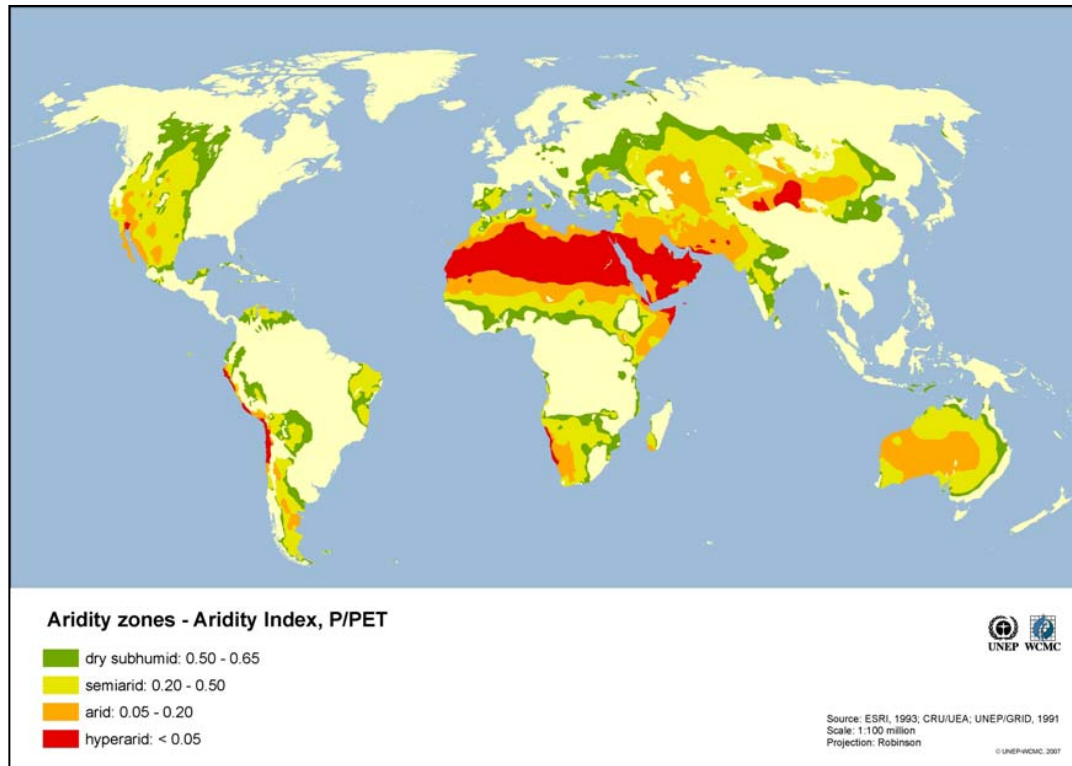 Aridity zones - Aridity Index, P/PET
dry subhumid: 0.50 - 0.65
semiarid: 0.20 - 0.50
arid: 0.05 - 0.20
hyperarid: < 0.05
UNEP WCMC
Source: ESRI, 1993; CRU/UEA; UNEP/GRID, 1991
Scale: 1:100 million
Projection: Robinson
© UNEP-WCMC, 2007